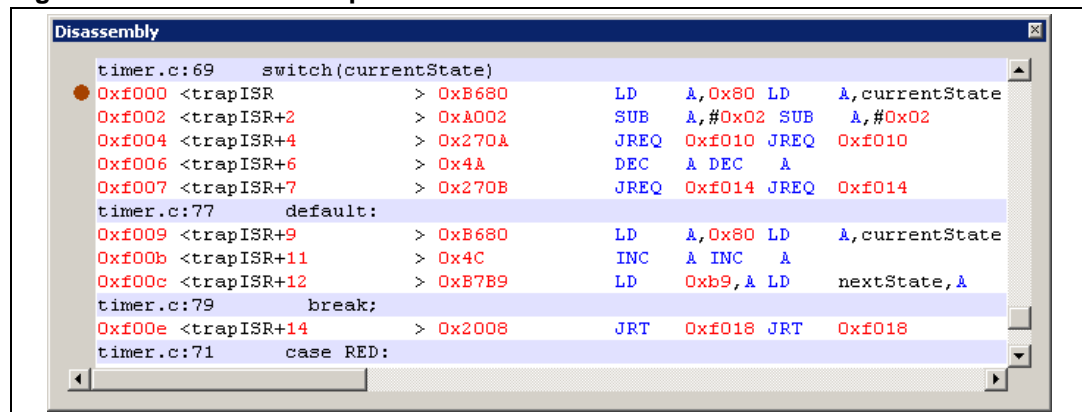 Disassembly
timer.c:69 switch(currentState)
0xf000 <trapISR > 0xB680 LD A,0x80 LD A,currentState
0xf002 <trapISR+2 > 0xA002 SUB A,#0x02 SUB A,#0x02
0xf004 <trapISR+4 > 0x270A JREQ 0xf010 JREQ 0xf010
0xf006 <trapISR+6 > 0x4A DEC A DEC A
0xf007 <trapISR+7 > 0x270B JREQ 0xf014 JREQ 0xf014
timer.c:77 default:
0xf009 <trapISR+9 > 0xB680 LD A,0x80 LD A,currentState
0xf00b <trapISR+11 > 0x4C INC A INC A
0xf00c <trapISR+12 > 0xB7B9 LD 0xb9,A LD nextState,A
timer.c:79 break;
0xf00e <trapISR+14 > 0x2008 JRT 0xf018 JRT 0xf018
timer.c:71 case RED: